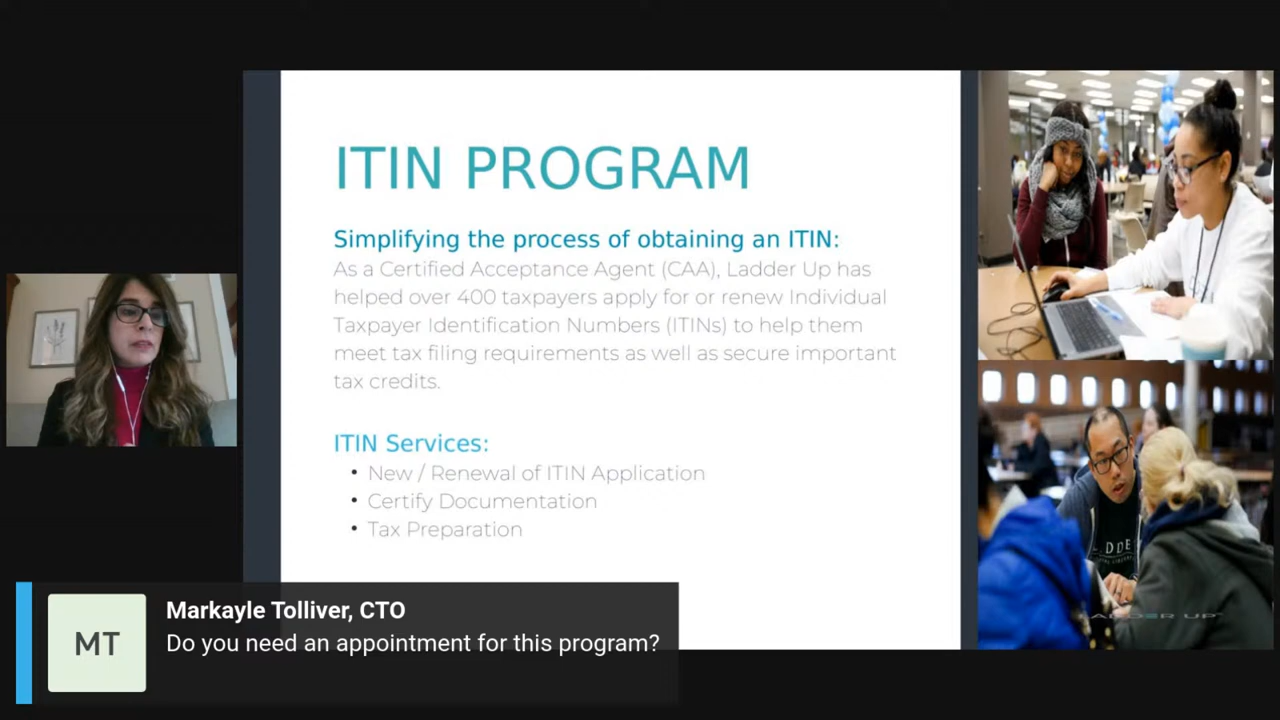 ITIN PROGRAM
Simplifying the process of obtaining an ITIN:
As a Certified Acceptance Agent (CAA), Ladder Up has
helped over 400 taxpayers apply for or renew Individual
Taxpayer Identification Numbers (ITINs) to help them
meet tax filing requirements as well as secure important
tax credits.
ITIN Services:
• New / Renewal of ITIN Application
• Certify Documentation
• Tax Preparation
LADDER UP
MT
Markayle Tolliver, CTO
Do you need an appointment for this program?